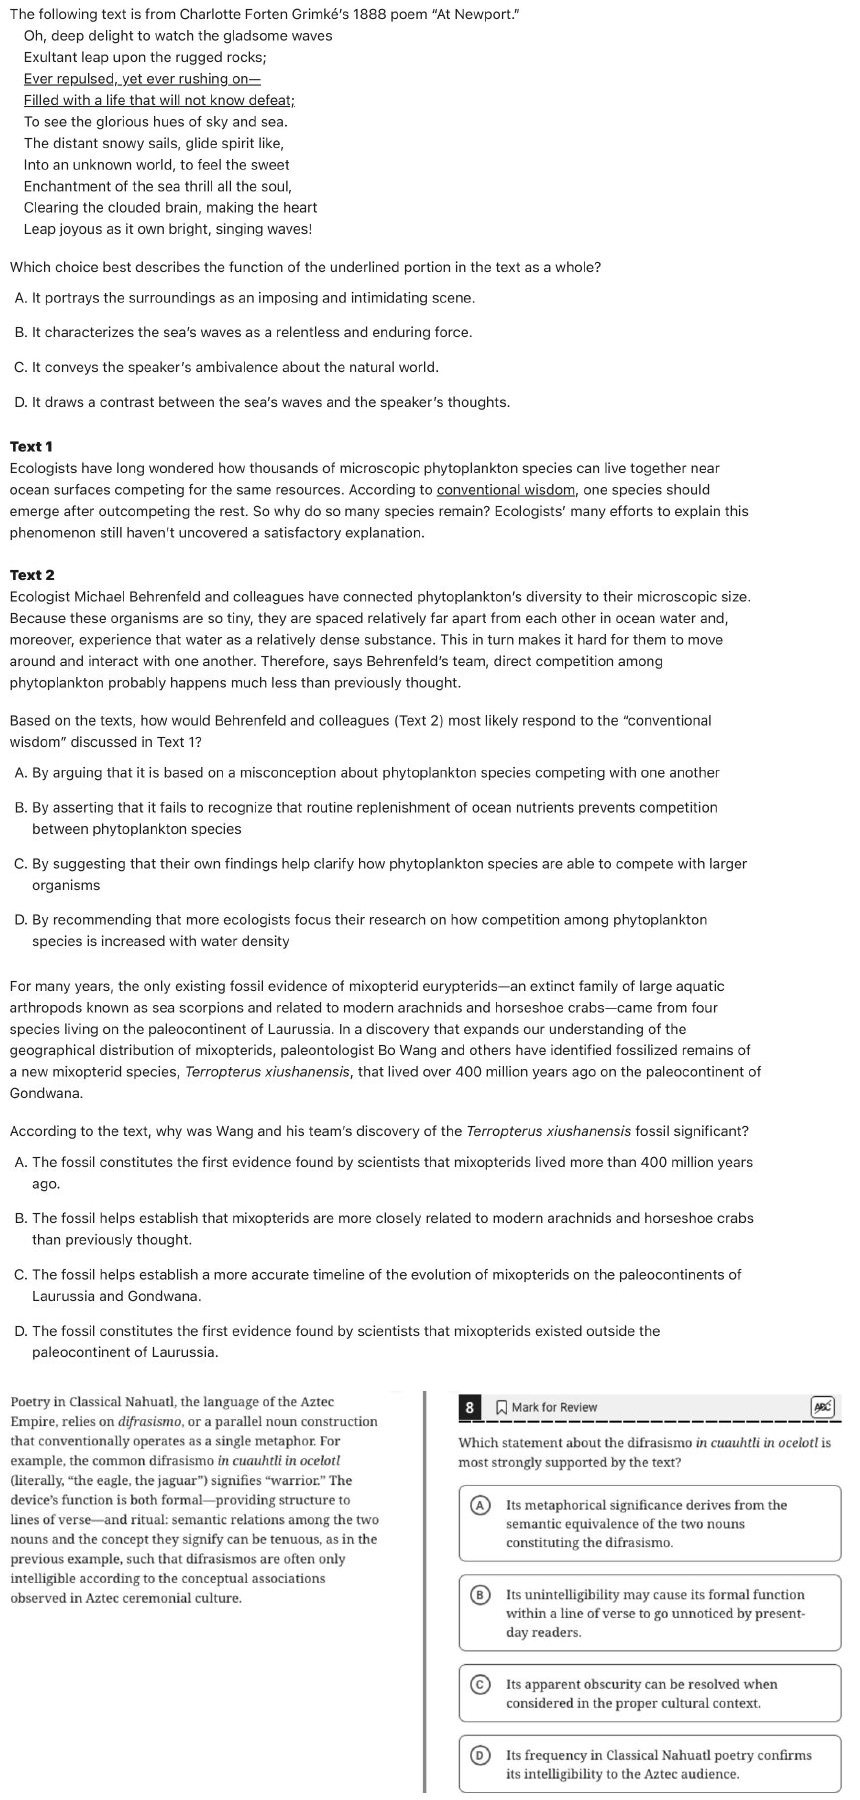 The following text is from Charlotte Forten Grimké's 1888 poem "At Newport."
Oh, deep delight to watch the gladsome waves
Exultant leap upon the rugged rocks;
Ever repulsed, yet ever rushing on—
Filled with a life that will not know defeat;
To see the glorious hues of sky and sea.
The distant snowy sails, glide spirit like,
Into an unknown world, to feel the sweet
Enchantment of the sea thrill all the soul,
Clearing the clouded brain, making the heart
Leap joyous as it own bright, singing waves!
Which choice best describes the function of the underlined portion in the text as a whole?
A. It portrays the surroundings as an imposing and intimidating scene.
B. It characterizes the sea's waves as a relentless and enduring force.
C. It conveys the speaker's ambivalence about the natural world.
D. It draws a contrast between the sea's waves and the speaker's thoughts.
Text 1
Ecologists have long wondered how thousands of microscopic phytoplankton species can live together near
ocean surfaces competing for the same resources. According to conventional wisdom, one species should
emerge after outcompeting the rest. So why do so many species remain? Ecologists' many efforts to explain this
phenomenon still haven't uncovered a satisfactory explanation.
Text 2
Ecologist Michael Behrenfeld and colleagues have connected phytoplankton's diversity to their microscopic size.
Because these organisms are so tiny, they are spaced relatively far apart from each other in ocean water and,
moreover, experience that water as a relatively dense substance. This in turn makes it hard for them to move
around and interact with one another. Therefore, says Behrenfeld's team, direct competition among
phytoplankton probably happens much less than previously thought.
Based on the texts, how would Behrenfeld and colleagues (Text 2) most likely respond to the "conventional
wisdom" discussed in Text 1?
A. By arguing that it is based on a misconception about phytoplankton species competing with one another
B. By asserting that it fails to recognize that routine replenishment of ocean nutrients prevents competition
between phytoplankton species
C. By suggesting that their own findings help clarify how phytoplankton species are able to compete with larger
organisms
D. By recommending that more ecologists focus their research on how competition among phytoplankton
species is increased with water density
For many years, the only existing fossil evidence of mixopterid eurypterids—an extinct family of large aquatic
arthropods known as sea scorpions and related to modern arachnids and horseshoe crabs—came from four
species living on the paleocontinent of Laurussia. In a discovery that expands our understanding of the
geographical distribution of mixopterids, paleontologist Bo Wang and others have identified fossilized remains of
a new mixopterid species, Terropterus xiushanensis, that lived over 400 million years ago on the paleocontinent of
Gondwana.
According to the text, why was Wang and his team's discovery of the Terropterus xiushanensis fossil significant?
A. The fossil constitutes the first evidence found by scientists that mixopterids lived more than 400 million years
ago.
B. The fossil helps establish that mixopterids are more closely related to modern arachnids and horseshoe crabs
than previously thought.
C. The fossil helps establish a more accurate timeline of the evolution of mixopterids on the paleocontinents of
Laurussia and Gondwana.
D. The fossil constitutes the first evidence found by scientists that mixopterids existed outside the
paleocontinent of Laurussia.
Poetry in Classical Nahuatl, the language of the Aztec
Empire, relies on difrasismo, or a parallel noun construction
that conventionally operates as a single metaphor. For
example, the common difrasismo in cuauhtli in ocelotl
(literally, "the eagle, the jaguar") signifies "warrior." The
device's function is both formal—providing structure to
lines of verse—and ritual: semantic relations among the two
nouns and the concept they signify can be tenuous, as in the
previous example, such that difrasismos are often only
intelligible according to the conceptual associations
observed in Aztec ceremonial culture.
8 Mark for Review ABC
Which statement about the difrasismo in cuauhtli in ocelotl is
most strongly supported by the text?
A Its metaphorical significance derives from the
semantic equivalence of the two nouns
constituting the difrasismo.
B Its unintelligibility may cause its formal function
within a line of verse to go unnoticed by present-
day readers.
C Its apparent obscurity can be resolved when
considered in the proper cultural context.
D Its frequency in Classical Nahuatl poetry confirms
its intelligibility to the Aztec audience.